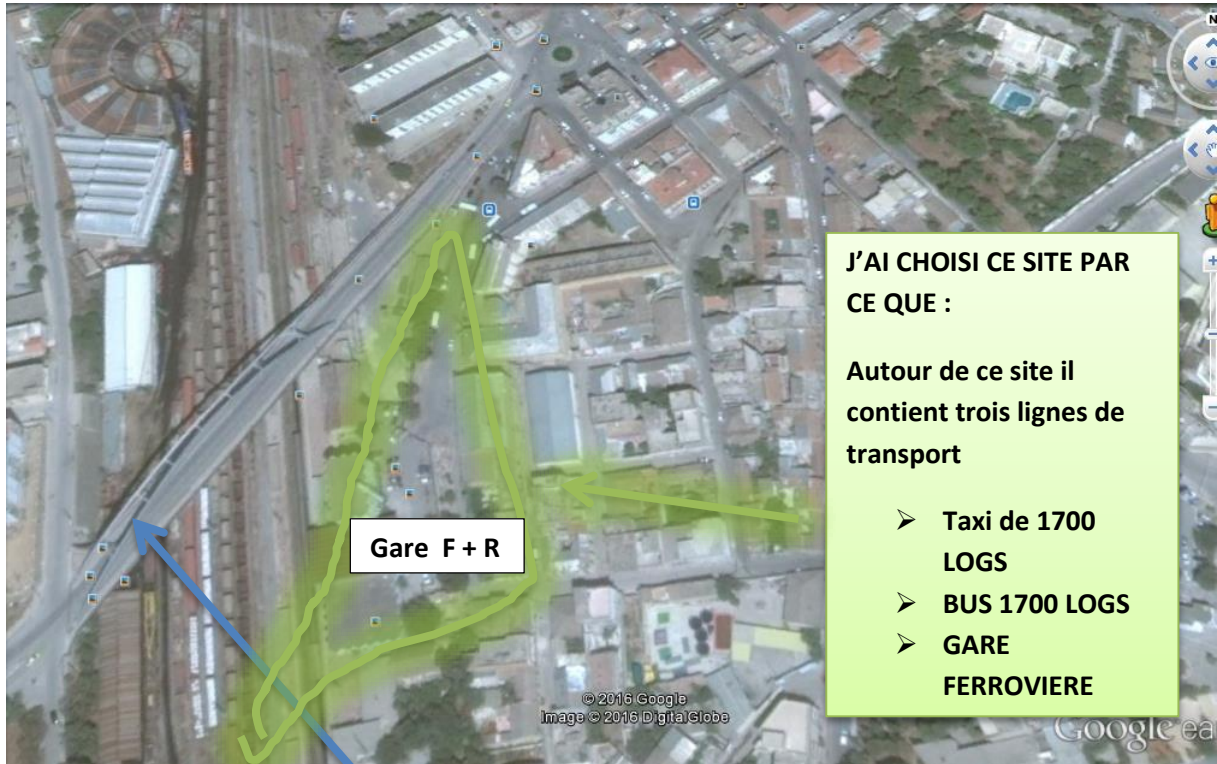 N
J’AI CHOISI CE SITE PAR
CE QUE :
Autour de ce site il
contient trois lignes de
transport
➢ Taxi de 1700
LOGS
➢ BUS 1700 LOGS
➢ GARE
FERROVIERE
Gare F + R
© 2016 Google
Image © 2016 DigitalGlobe
Google ea